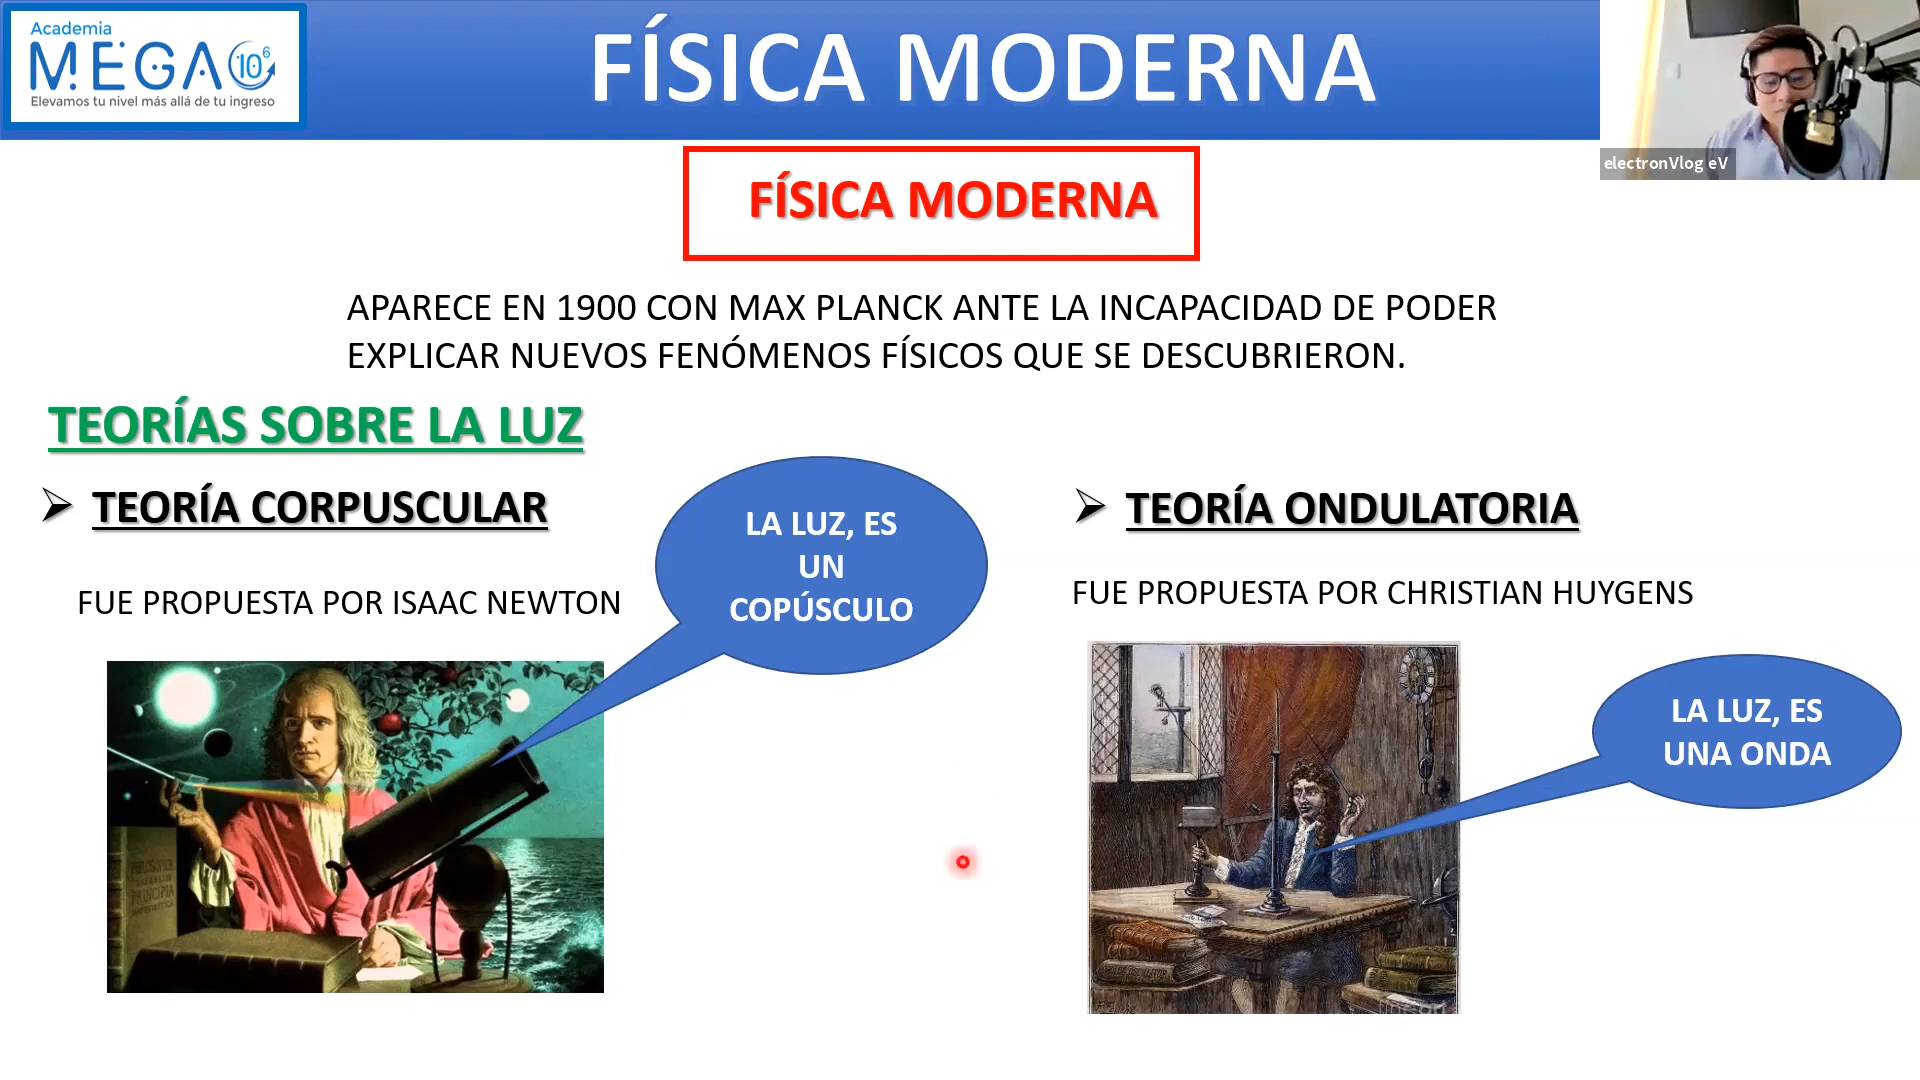 Academia
MEGA 10⁶
Elevamos tu nivel más allá de tu ingreso
FÍSICA MODERNA
electronVlog eV
FÍSICA MODERNA
APARECE EN 1900 CON MAX PLANCK ANTE LA INCAPACIDAD DE PODER
EXPLICAR NUEVOS FENÓMENOS FÍSICOS QUE SE DESCUBRIERON.
TEORÍAS SOBRE LA LUZ
TEORÍA CORPUSCULAR
FUE PROPUESTA POR ISAAC NEWTON
LA LUZ, ES
UN
COPÚSCULO
TEORÍA ONDULATORIA
FUE PROPUESTA POR CHRISTIAN HUYGENS
LA LUZ, ES
UNA ONDA